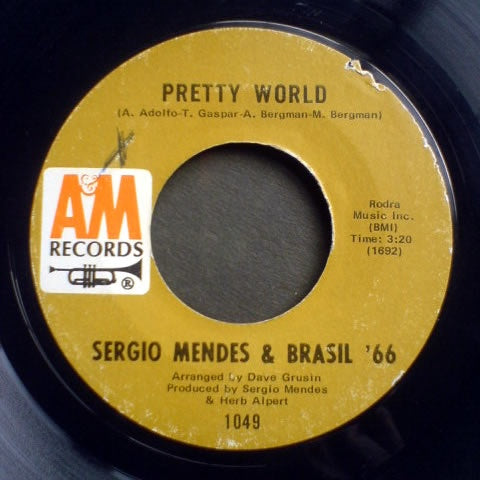 PRETTY WORLD
(A. Adolfo-T. Gaspar-A. Bergman-M. Bergman)
A&M
RECORDS
®
Rodra
Music Inc.
(BMI)
Time: 3:20
(1692)
SERGIO MENDES & BRASIL '66
Arranged by Dave Grusin
Produced by Sergio Mendes
& Herb Alpert
1049